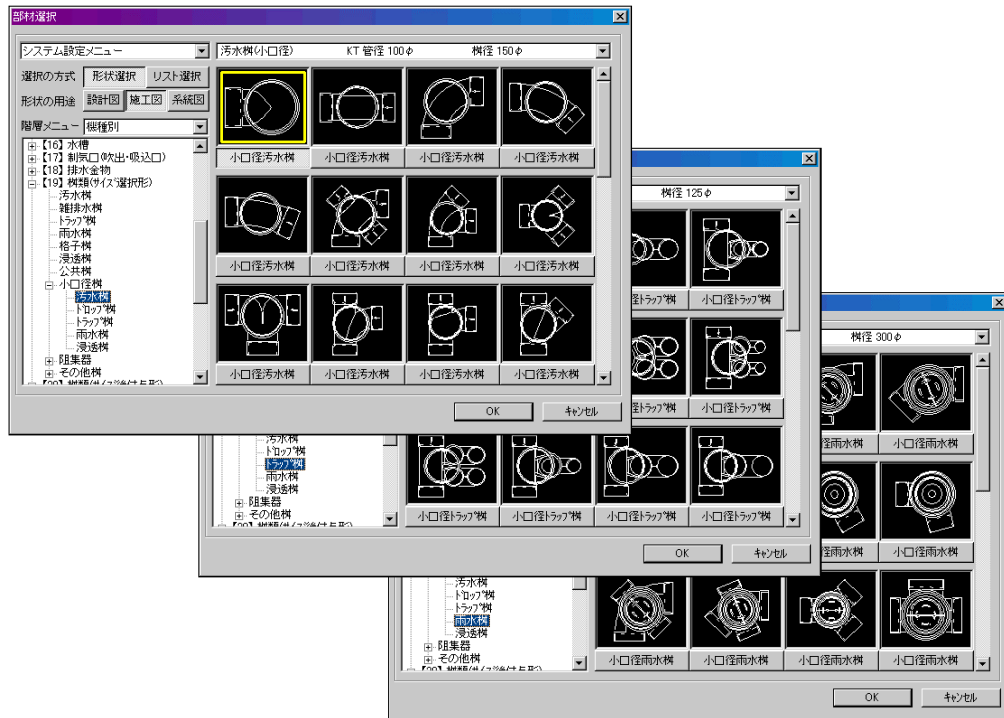 部材選択
システム設定メニュー
汚水桝(小口径) KT 管径 100φ 桝径 150φ
選択の方式 形状選択 リスト選択
形状の用途 設計図 施工図 系統図
階層メニュー 機種別
【16】水槽
【17】制気口(吹出・吸込口)
【18】排水金物
【19】桝類(サイズ選択形)
汚水桝
雑排水桝
トラップ桝
雨水桝
格子桝
浸透桝
公共桝
小口径桝
汚水桝
ドロップ桝
トラップ桝
雨水桝
浸透桝
阻集器
その他桝
小口径汚水桝 小口径汚水桝 小口径汚水桝 小口径汚水桝
小口径汚水桝 小口径汚水桝 小口径汚水桝 小口径汚水桝
小口径汚水桝 小口径汚水桝 小口径汚水桝 小口径汚水桝
OK キャンセル
桝径 125φ
径トラップ桝 小口径トラップ桝
径トラップ桝 小口径トラップ桝
汚水桝
ドロップ桝
トラップ桝
雨水桝
浸透桝
阻集器
その他桝
小口径トラップ桝 小口径トラップ桝 小口径トラップ桝 小口径トラップ桝
OK キャンセル
桝径 300φ
径雨水桝 小口径雨水桝
径雨水桝 小口径雨水桝
汚水桝
ドロップ桝
トラップ桝
雨水桝
浸透桝
阻集器
その他桝
小口径雨水桝 小口径雨水桝 小口径雨水桝 小口径雨水桝
OK キャンセル